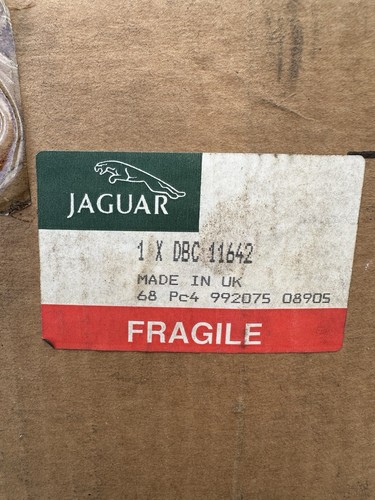 JAGUAR
1 X DBC 11642
MADE IN UK
68 Pc4 992075 08905
FRAGILE